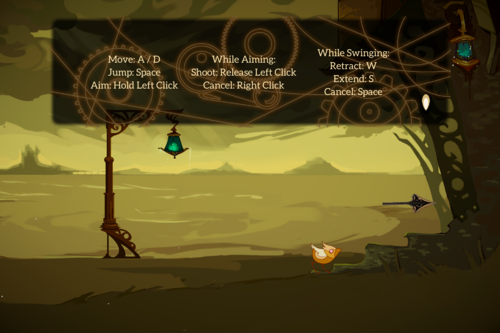 Move: A / D
Jump: Space
Aim: Hold Left Click
While Aiming:
Shoot: Release Left Click
Cancel: Right Click
While Swinging:
Retract: W
Extend: S
Cancel: Space